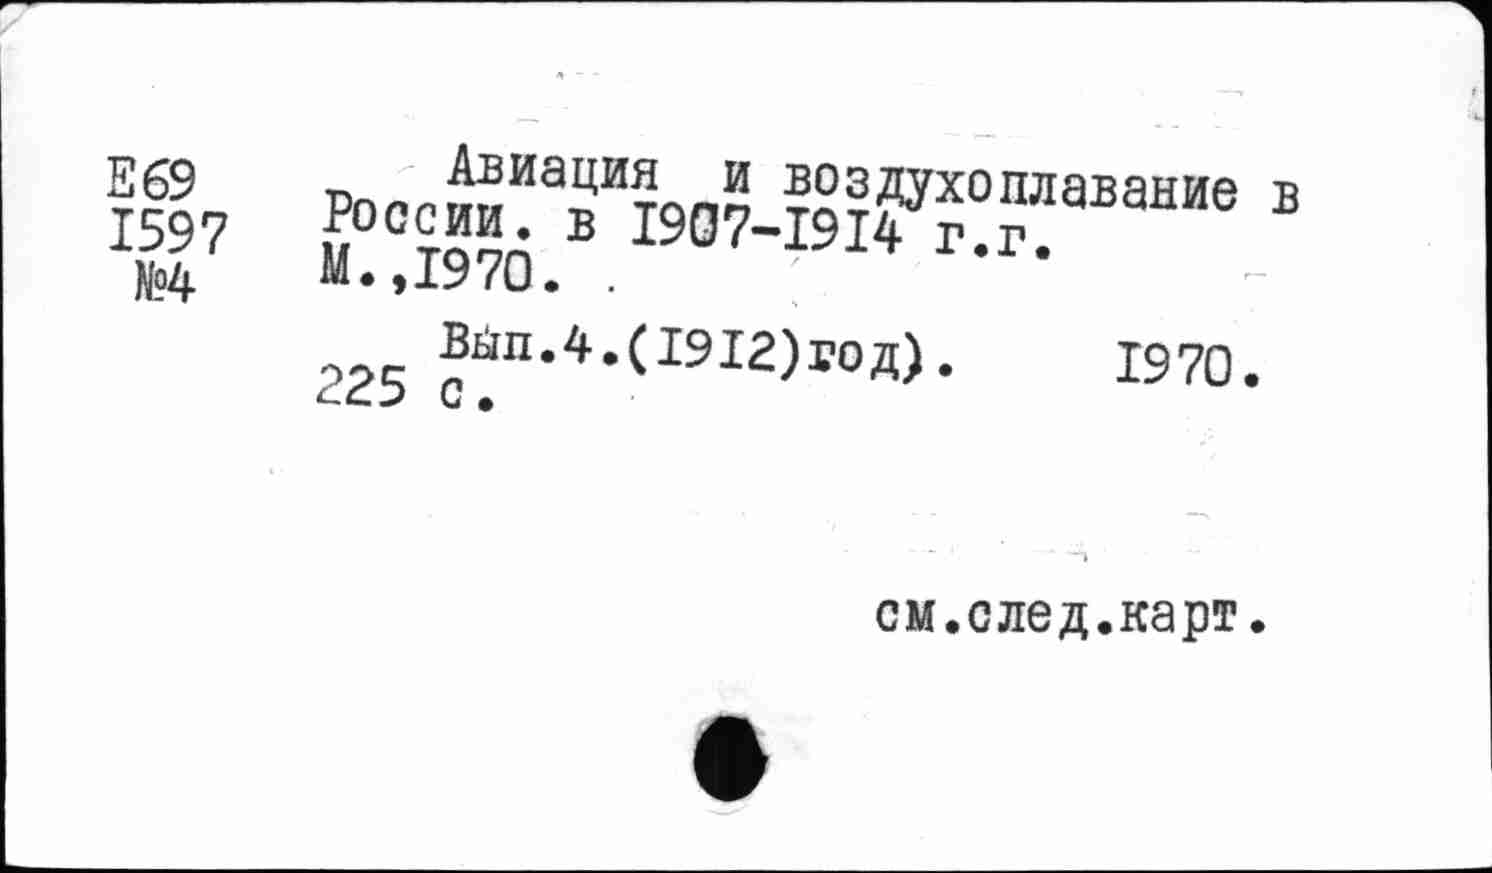 Е69 Авиация и воздухоплавание в
I597 России. в I907-I9I4 г.г.
№4 М.,I970. .
Вып.4.(I9I2)год). I970.
225 с.
см.след.карт.